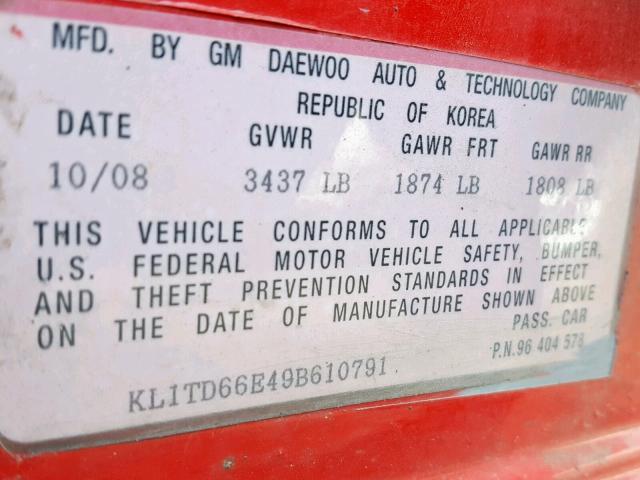 MFD. BY GM DAEWOO AUTO & TECHNOLOGY COMPANY
REPUBLIC OF KOREA
DATE GVWR GAWR FRT GAWR RR
10/08 3437 LB 1874 LB 1808 LB
THIS VEHICLE CONFORMS TO ALL APPLICABLE
U.S. FEDERAL MOTOR VEHICLE SAFETY, BUMPER,
AND THEFT PREVENTION STANDARDS IN EFFECT
ON THE DATE OF MANUFACTURE SHOWN ABOVE
PASS. CAR
P.N.96 404 578
KL1TD66E49B610791